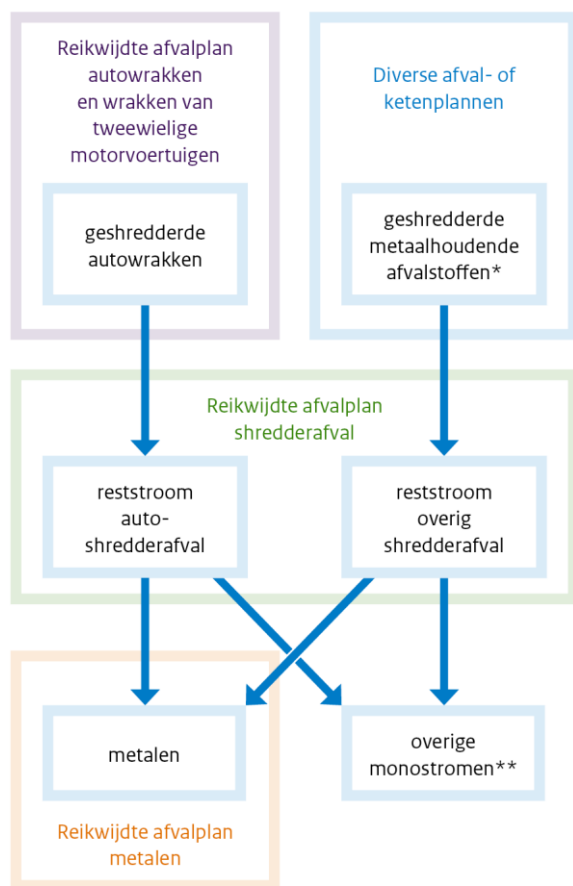 Reikwijdte afvalplan
autowrakken
en wrakken van
tweewielige
motorvoertuigen
geshredderde
autowrakken
Diverse afval- of
ketenplannen
geshredderde
metaalhoudende
afvalstoffen*
Reikwijdte afvalplan
shredderafval
reststroom
auto-
shredderafval
reststroom
overig
shredderafval
metalen
Reikwijdte afvalplan
metalen
overige
monostromen**